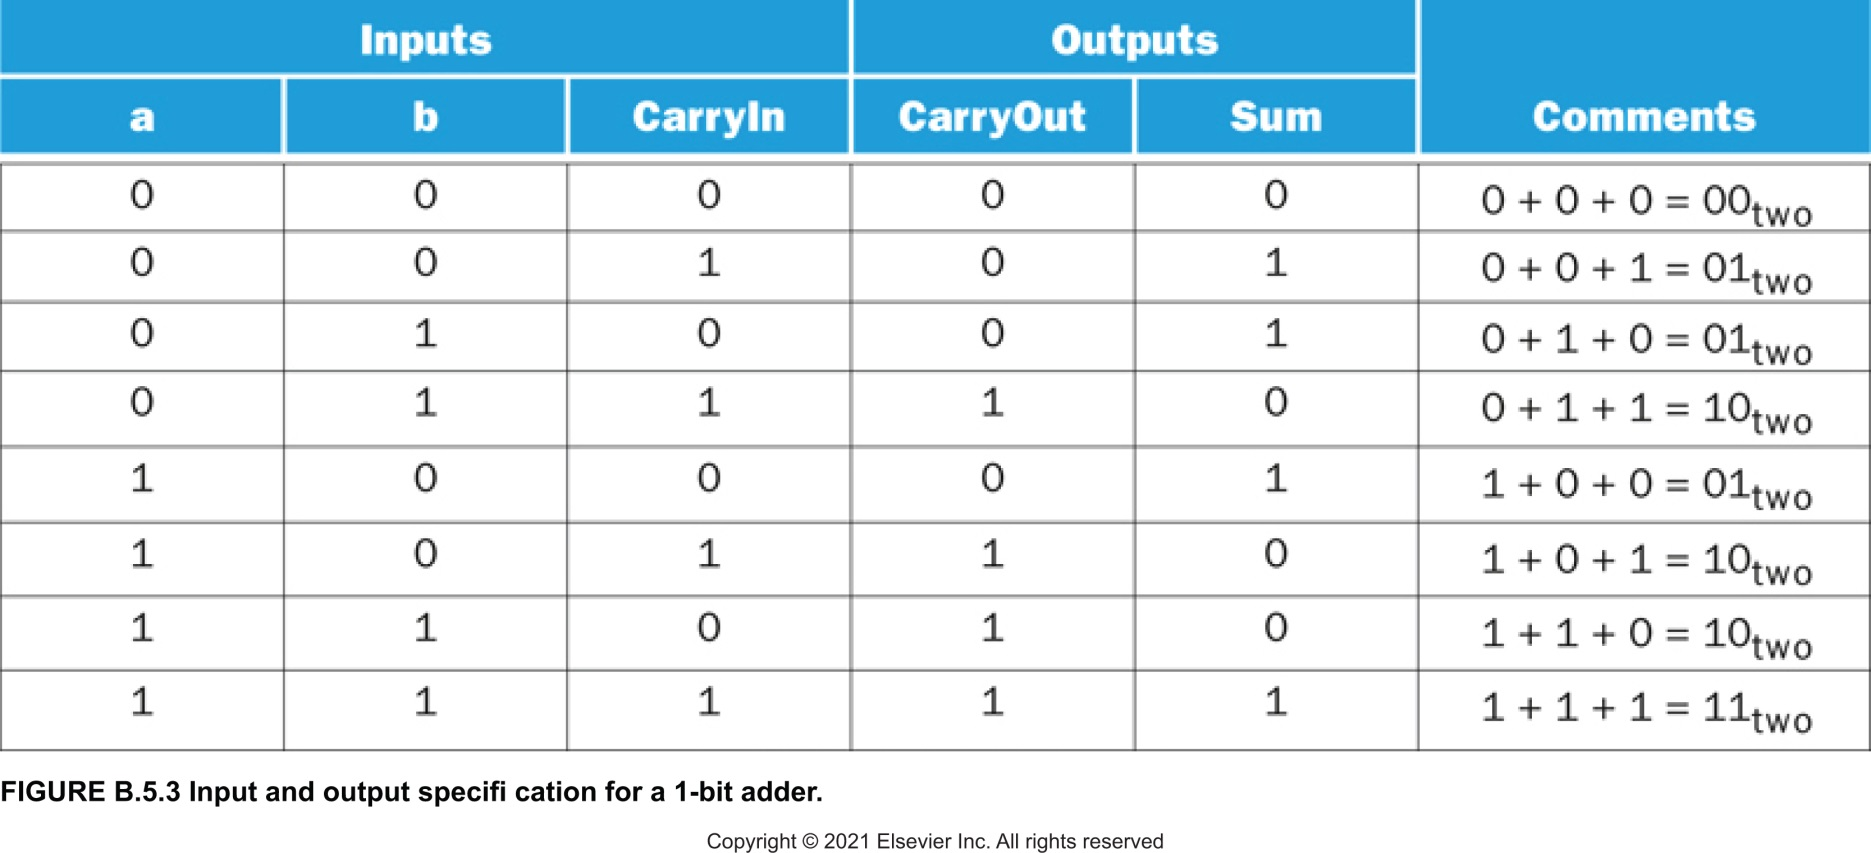 Inputs Outputs
a b CarryIn CarryOut Sum Comments
0 0 0 0 0 0 + 0 + 0 = 00two
0 0 1 0 1 0 + 0 + 1 = 01two
0 1 0 0 1 0 + 1 + 0 = 01two
0 1 1 1 0 0 + 1 + 1 = 10two
1 0 0 0 1 1 + 0 + 0 = 01two
1 0 1 1 0 1 + 0 + 1 = 10two
1 1 0 1 0 1 + 1 + 0 = 10two
1 1 1 1 1 1 + 1 + 1 = 11two
FIGURE B.5.3 Input and output specifi cation for a 1-bit adder.
Copyright © 2021 Elsevier Inc. All rights reserved